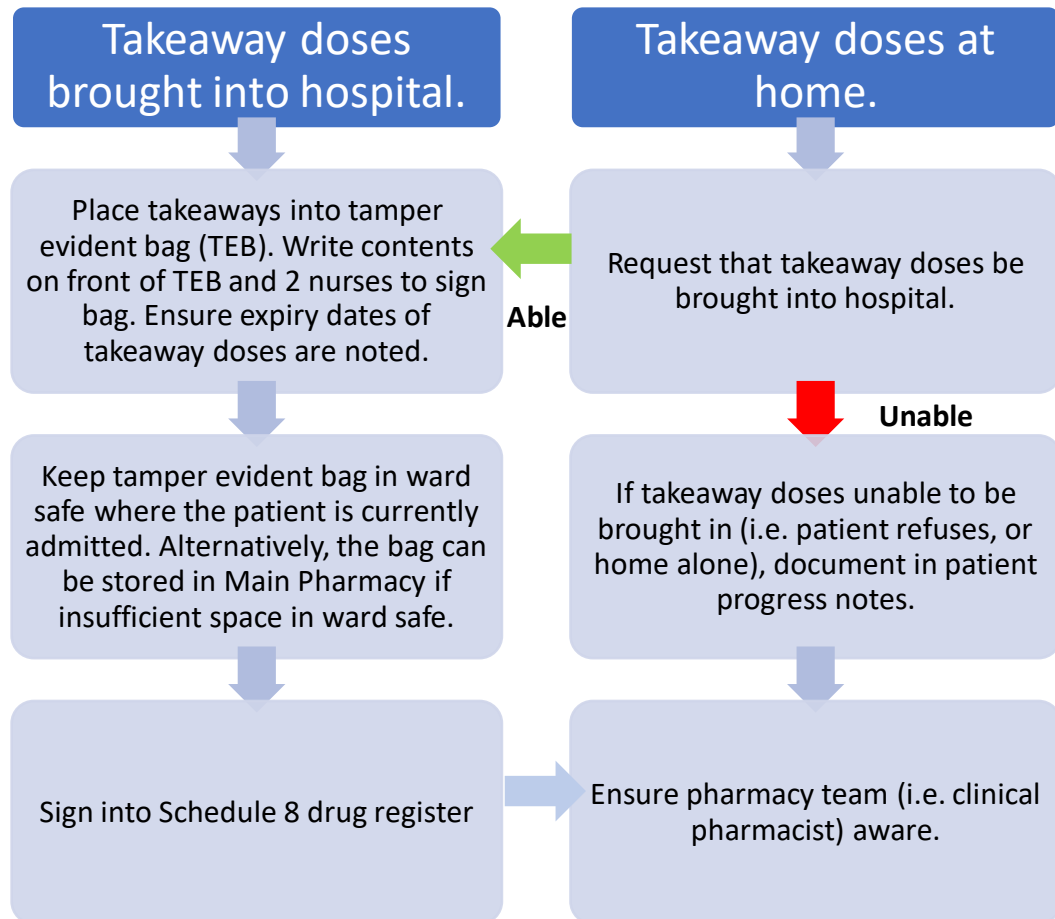 Takeaway doses
brought into hospital.
Takeaway doses at
home.
Place takeaways into tamper
evident bag (TEB). Write contents
on front of TEB and 2 nurses to sign
bag. Ensure expiry dates of
takeaway doses are noted.
Able
Request that takeaway doses be
brought into hospital.
Unable
Keep tamper evident bag in ward
safe where the patient is currently
admitted. Alternatively, the bag can
be stored in Main Pharmacy if
insufficient space in ward safe.
If takeaway doses unable to be
brought in (i.e. patient refuses, or
home alone), document in patient
progress notes.
Sign into Schedule 8 drug register
Ensure pharmacy team (i.e. clinical
pharmacist) aware.